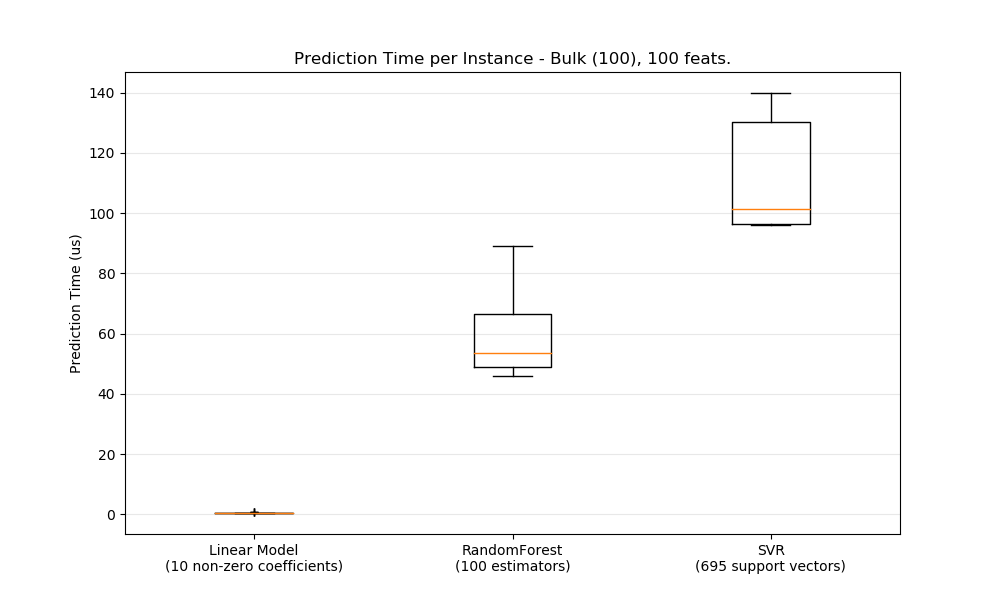 Prediction Time per Instance - Bulk (100), 100 feats.
Prediction Time (us)
140
120
100
80
60
40
20
0
Linear Model
(10 non-zero coefficients)
RandomForest
(100 estimators)
SVR
(695 support vectors)